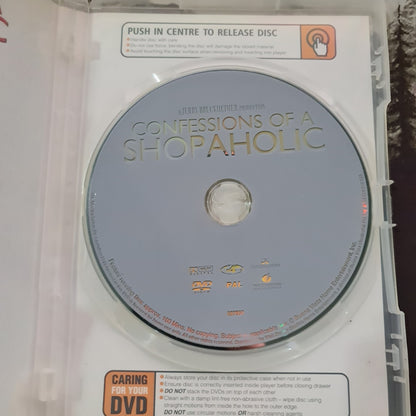 PUSH IN CENTRE TO RELEASE DISC
Handle disc with care
Do not use force, bending the disc will damage the stored material
Avoid touching the disc surface when removing and inserting into player
A JERRY BRUCKHEIMER PRODUCTION
CONFESSIONS OF A
SHOPAHOLIC
DVD
PAL
CARING
FOR YOUR
DVD
Always store your disc in its protective case when not in use
Ensure disc is correctly inserted inside player before closing drawer
DO NOT stack the DVDs on top of each other
Clean with a damp lint-free non-abrasive cloth – wipe disc using
straight motions from inside the hole to the outer edge.
DO NOT use circular motions OR harsh cleaning agents